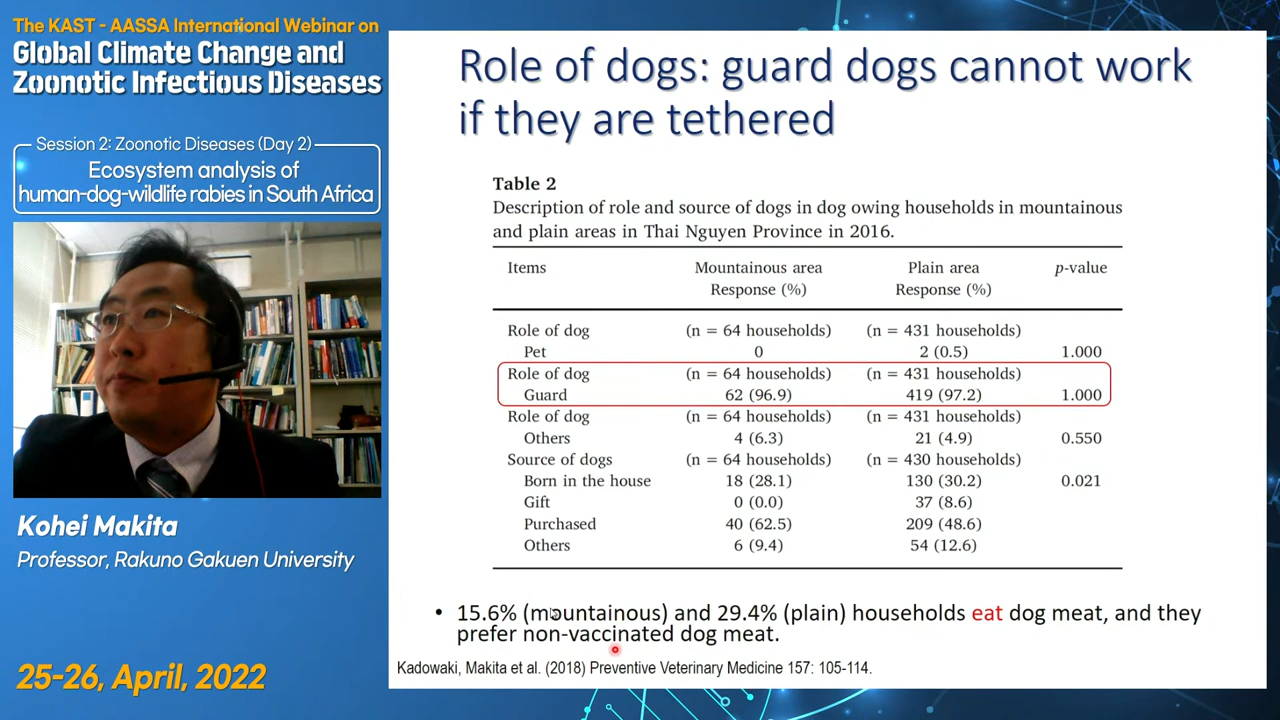 The KAST - AASSA International Webinar on
Global Climate Change and
Zoonotic Infectious Diseases
Session 2: Zoonotic Diseases (Day 2)
Ecosystem analysis of
human-dog-wildlife rabies in South Africa
Kohei Makita
Professor, Rakuno Gakuen University
25-26, April, 2022
Role of dogs: guard dogs cannot work
if they are tethered
Table 2
Description of role and source of dogs in dog owing households in mountainous
and plain areas in Thai Nguyen Province in 2016.
Items Mountainous area Plain area p-value
Response (%) Response (%)
Role of dog (n = 64 households) (n = 431 households)
Pet 0 2 (0.5) 1.000
Role of dog (n = 64 households) (n = 431 households)
Guard 62 (96.9) 419 (97.2) 1.000
Role of dog (n = 64 households) (n = 431 households)
Others 4 (6.3) 21 (4.9) 0.550
Source of dogs (n = 64 households) (n = 430 households)
Born in the house 18 (28.1) 130 (30.2) 0.021
Gift 0 (0.0) 37 (8.6)
Purchased 40 (62.5) 209 (48.6)
Others 6 (9.4) 54 (12.6)
• 15.6% (mountainous) and 29.4% (plain) households eat dog meat, and they
prefer non-vaccinated dog meat.
Kadowaki, Makita et al. (2018) Preventive Veterinary Medicine 157: 105-114.